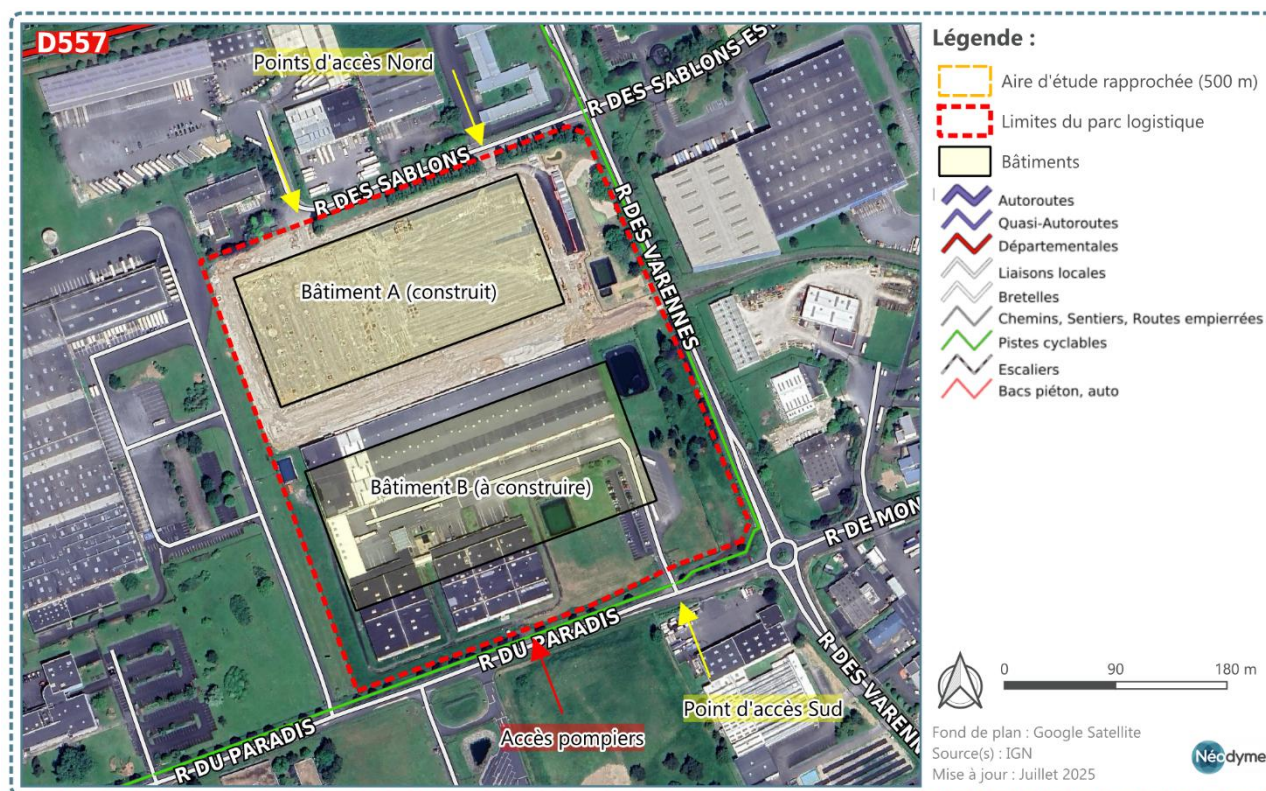 D557
Points d'accès Nord
R DES SABLONS ES
R DES SABLONS
R DES VARENNES
Bâtiment A (construit)
Bâtiment B (à construire)
R DE MON
R DU PARADIS
R DES VARENN
Point d'accès Sud
Accès pompiers
R DU PARADIS
Légende :
Aire d'étude rapprochée (500 m)
Limites du parc logistique
Bâtiments
Autoroutes
Quasi-Autoroutes
Départementales
Liaisons locales
Bretelles
Chemins, Sentiers, Routes empierrées
Pistes cyclables
Escaliers
Bacs piéton, auto
0 90 180 m
Fond de plan : Google Satellite
Source(s) : IGN
Mise à jour : Juillet 2025
Néodyme